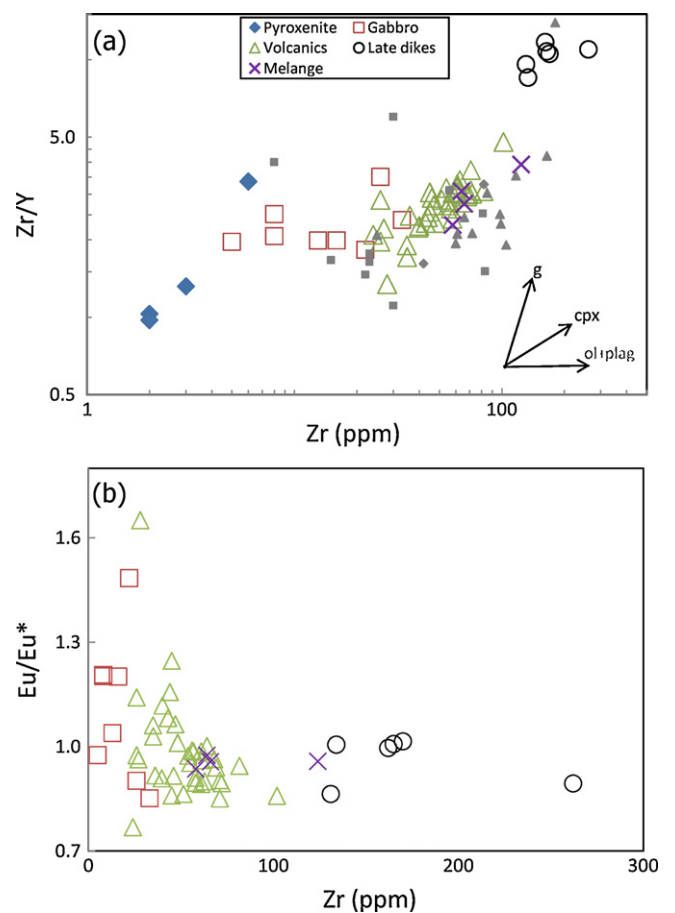 (a)
Pyroxenite
Gabbro
Volcanics
Late dikes
Melange
5.0
Zr/Y
g
cpx
ol+plag
0.5
1
100
Zr (ppm)
(b)
1.6
1.3
Eu/Eu*
1.0
0.7
0
100
200
300
Zr (ppm)